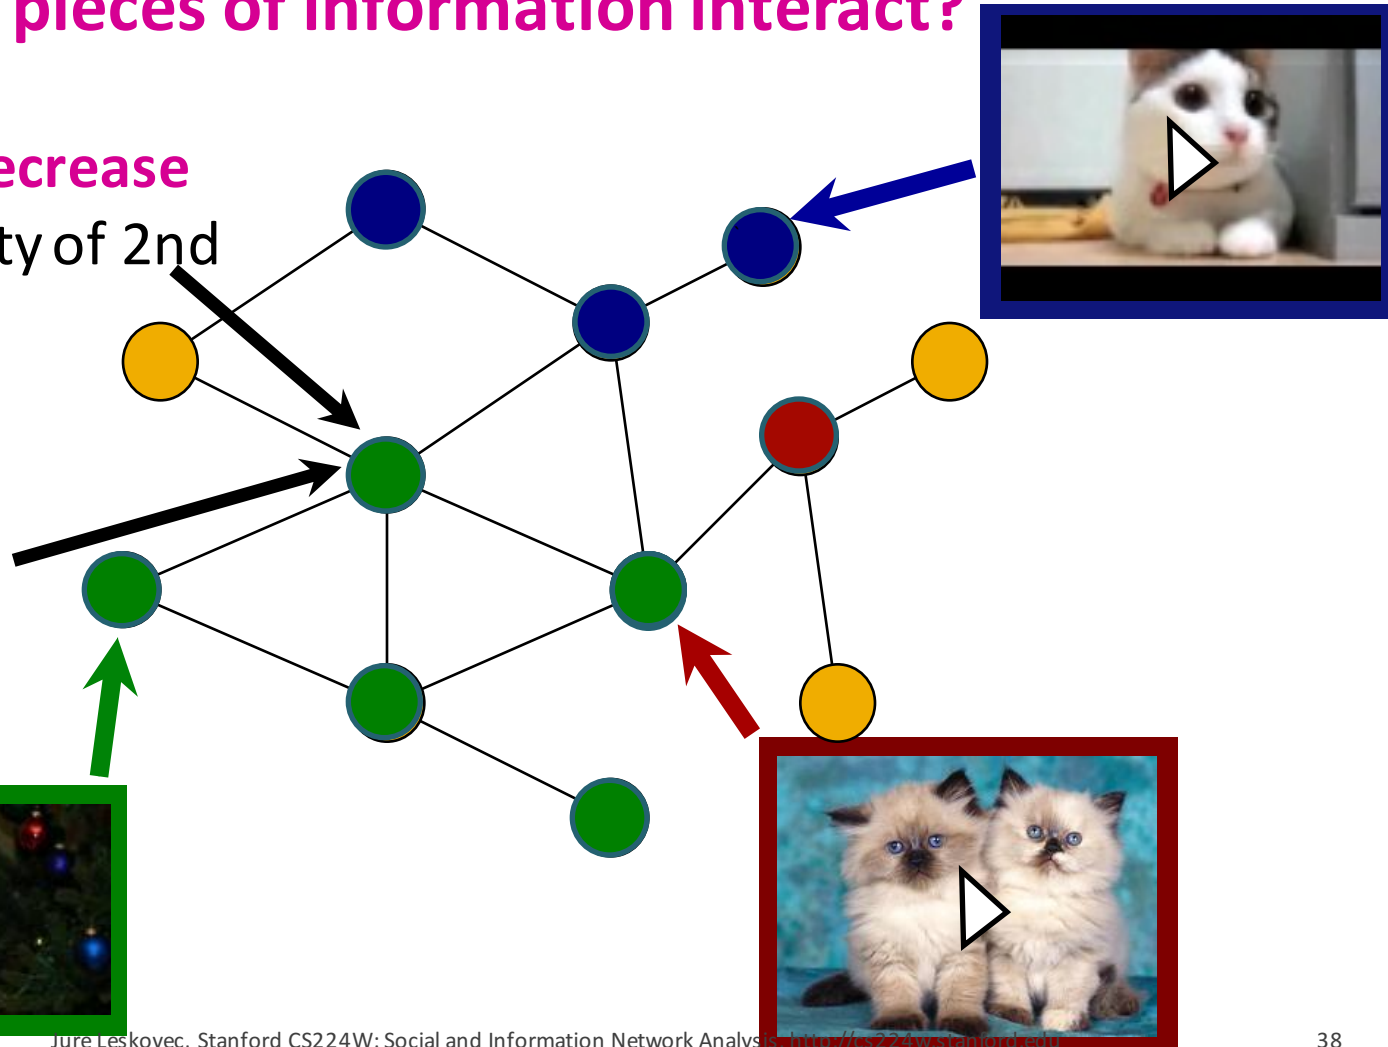 pieces of information interact?
ecrease
ty of 2nd
Jure Leskovec, Stanford CS224W: Social and Information Network Analysis, http://cs224w.stanford.edu
38